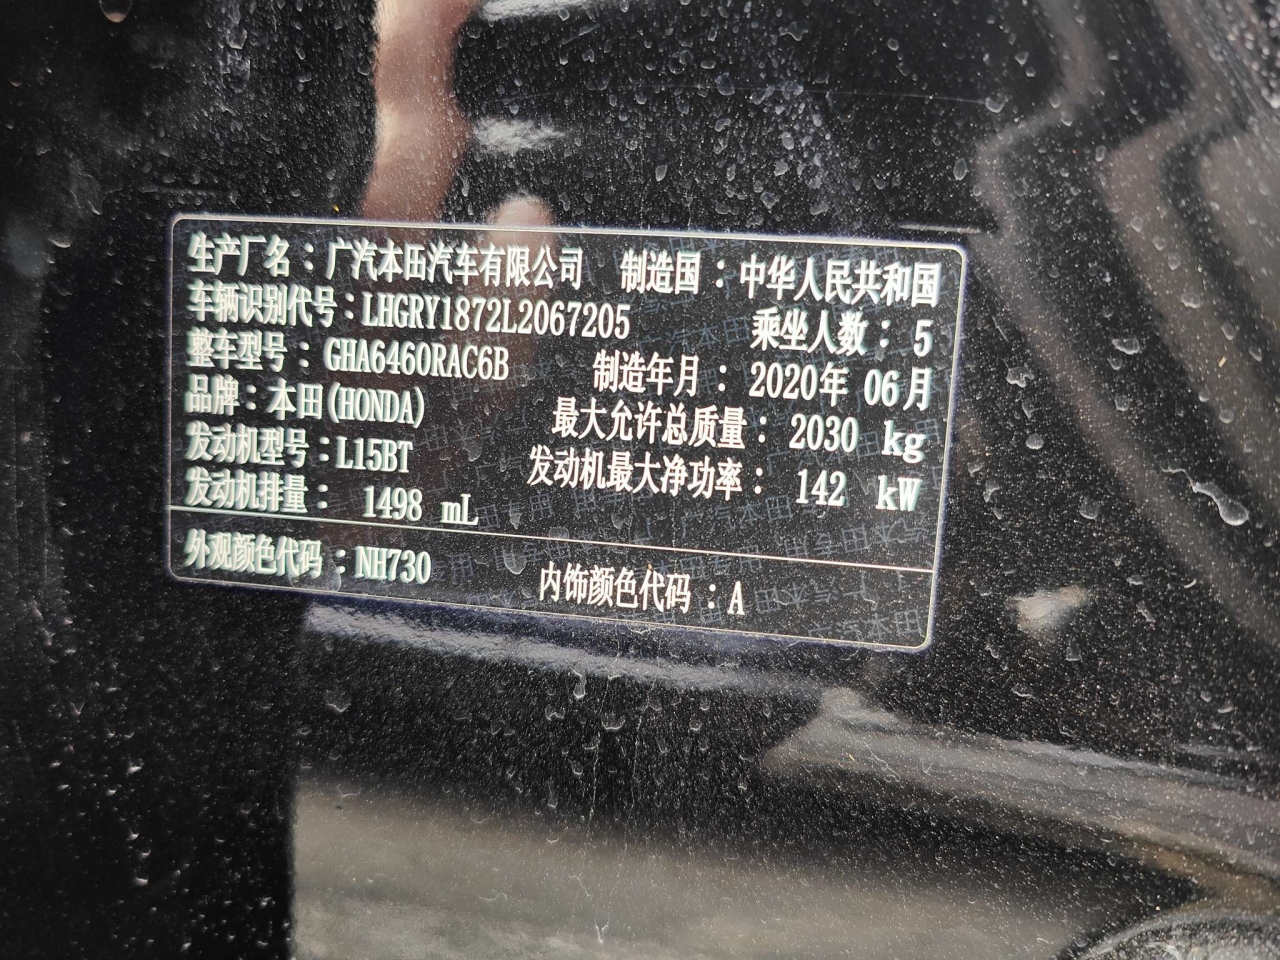 生产厂名：广汽本田汽车有限公司 制造国：中华人民共和国
车辆识别代号：LHGRY1872L2067205 乘坐人数：5
整车型号：GHA6460RAC6B 制造年月：2020年 06月
品牌：本田(HONDA) 最大允许总质量：2030 kg
发动机型号：L15BT 发动机最大净功率：142 kW
发动机排量：1498 mL
外观颜色代码：NH730 内饰颜色代码：A